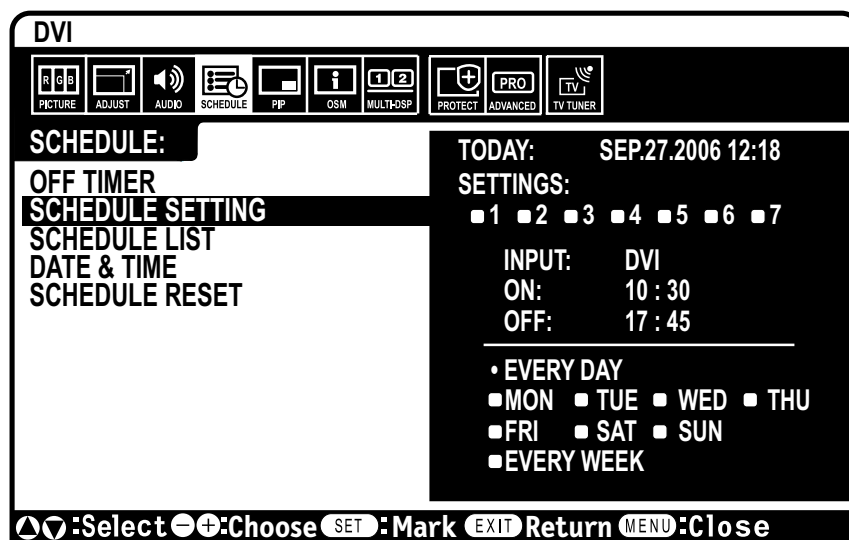 DVI
R G B
PICTURE ADJUST AUDIO SCHEDULE PIP i OSM 1 2 MULTI-DSP PROTECT PRO ADVANCED TV TV TUNER
SCHEDULE:
OFF TIMER
SCHEDULE SETTING
SCHEDULE LIST
DATE & TIME
SCHEDULE RESET
TODAY: SEP.27.2006 12:18
SETTINGS:
1 2 3 4 5 6 7
INPUT: DVI
ON: 10 : 30
OFF: 17 : 45
• EVERY DAY
MON TUE WED THU
FRI SAT SUN
EVERY WEEK
:Select :Choose SET :Mark EXIT Return MENU :Close